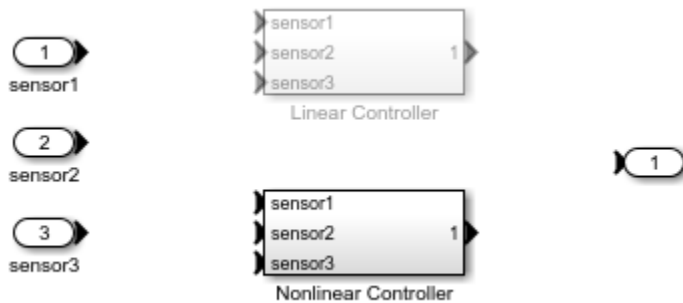 1
sensor1
2
sensor2
3
sensor3
sensor1
sensor2 1
sensor3
Linear Controller
sensor1
sensor2 1
sensor3
Nonlinear Controller
1